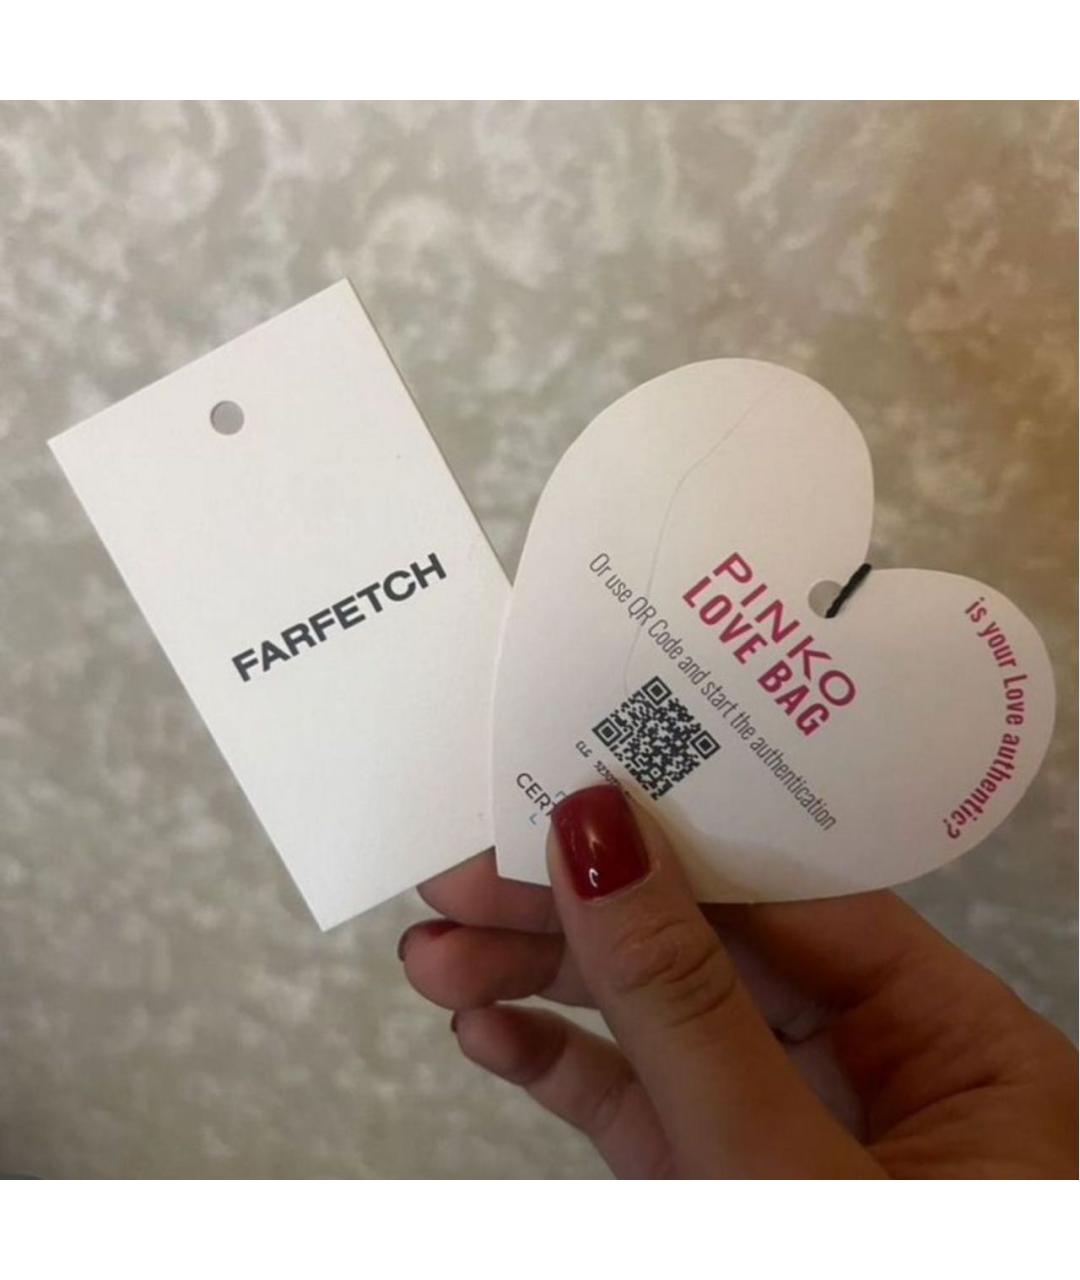 FARFETCH
is your Love authentic?
PINKO
LOVE BAG
Or use QR Code and start the authentication